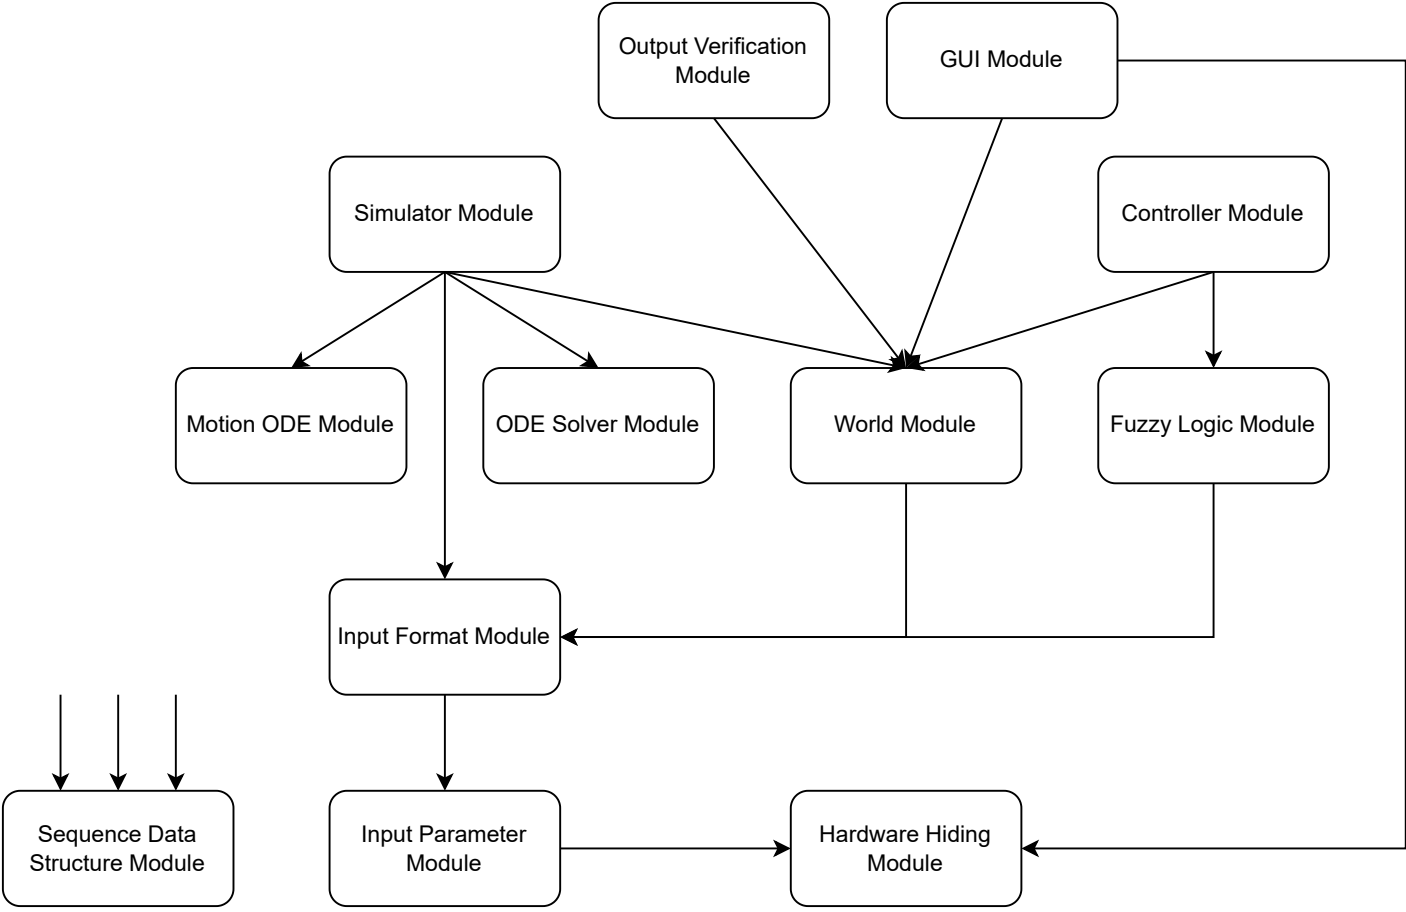 Output Verification
Module
GUI Module
Simulator Module
Controller Module
Motion ODE Module
ODE Solver Module
World Module
Fuzzy Logic Module
Input Format Module
Sequence Data
Structure Module
Input Parameter
Module
Hardware Hiding
Module